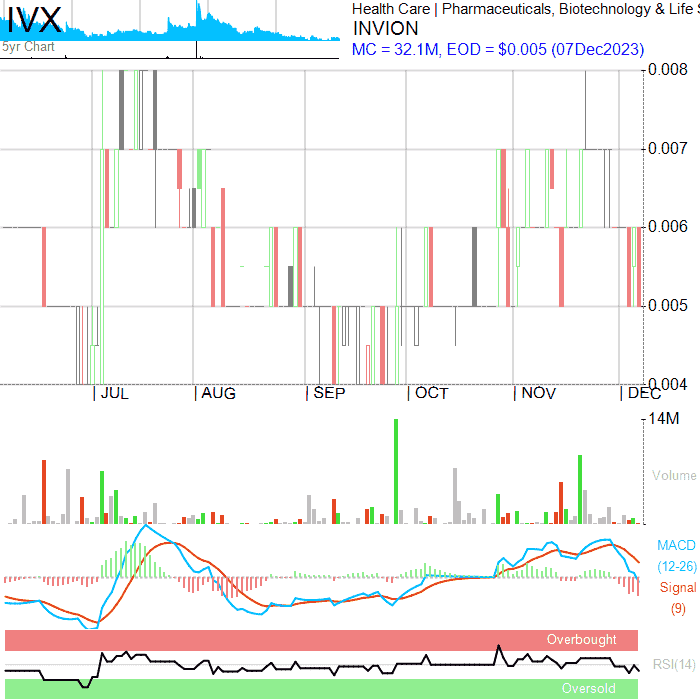 IVX
5yr Chart
Health Care | Pharmaceuticals, Biotechnology & Life
INVION
MC = 32.1M, EOD = $0.005 (07Dec2023)
0.008
0.007
0.006
0.005
0.004
| JUL | AUG | SEP | OCT | NOV | DEC
14M
Volume
MACD
(12-26)
Signal
(9)
Overbought
RSI(14)
Oversold